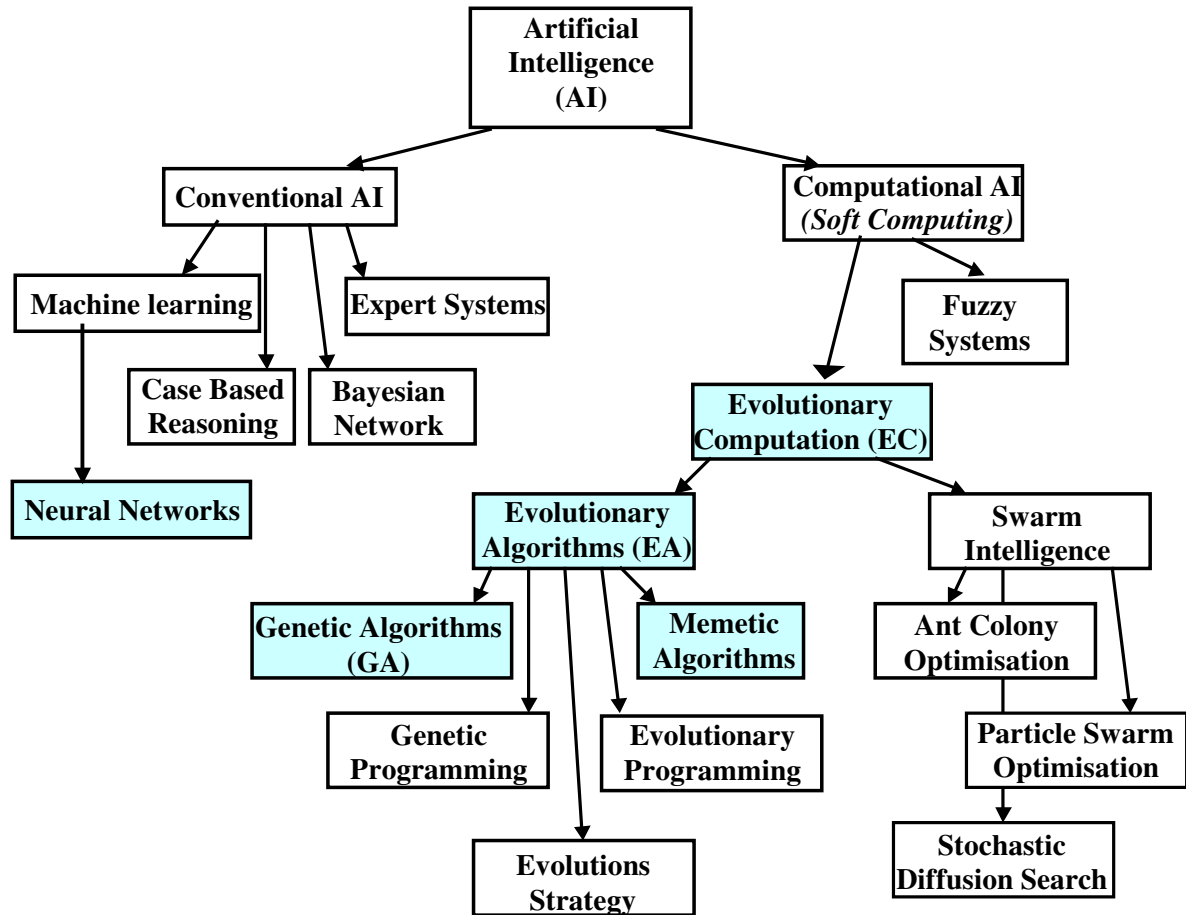 Artificial
Intelligence
(AI)
Conventional AI
Computational AI
(Soft Computing)
Machine learning
Expert Systems
Fuzzy
Systems
Case Based
Reasoning
Bayesian
Network
Evolutionary
Computation (EC)
Neural Networks
Evolutionary
Algorithms (EA)
Swarm
Intelligence
Genetic Algorithms
(GA)
Memetic
Algorithms
Ant Colony
Optimisation
Genetic
Programming
Evolutionary
Programming
Particle Swarm
Optimisation
Evolutions
Strategy
Stochastic
Diffusion Search